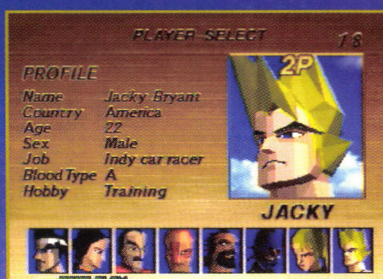 PLAYER SELECT 18
2P
PROFILE
Name Jacky Bryant
Country America
Age 22
Sex Male
Job Indy car racer
Blood Type A
Hobby Training
JACKY